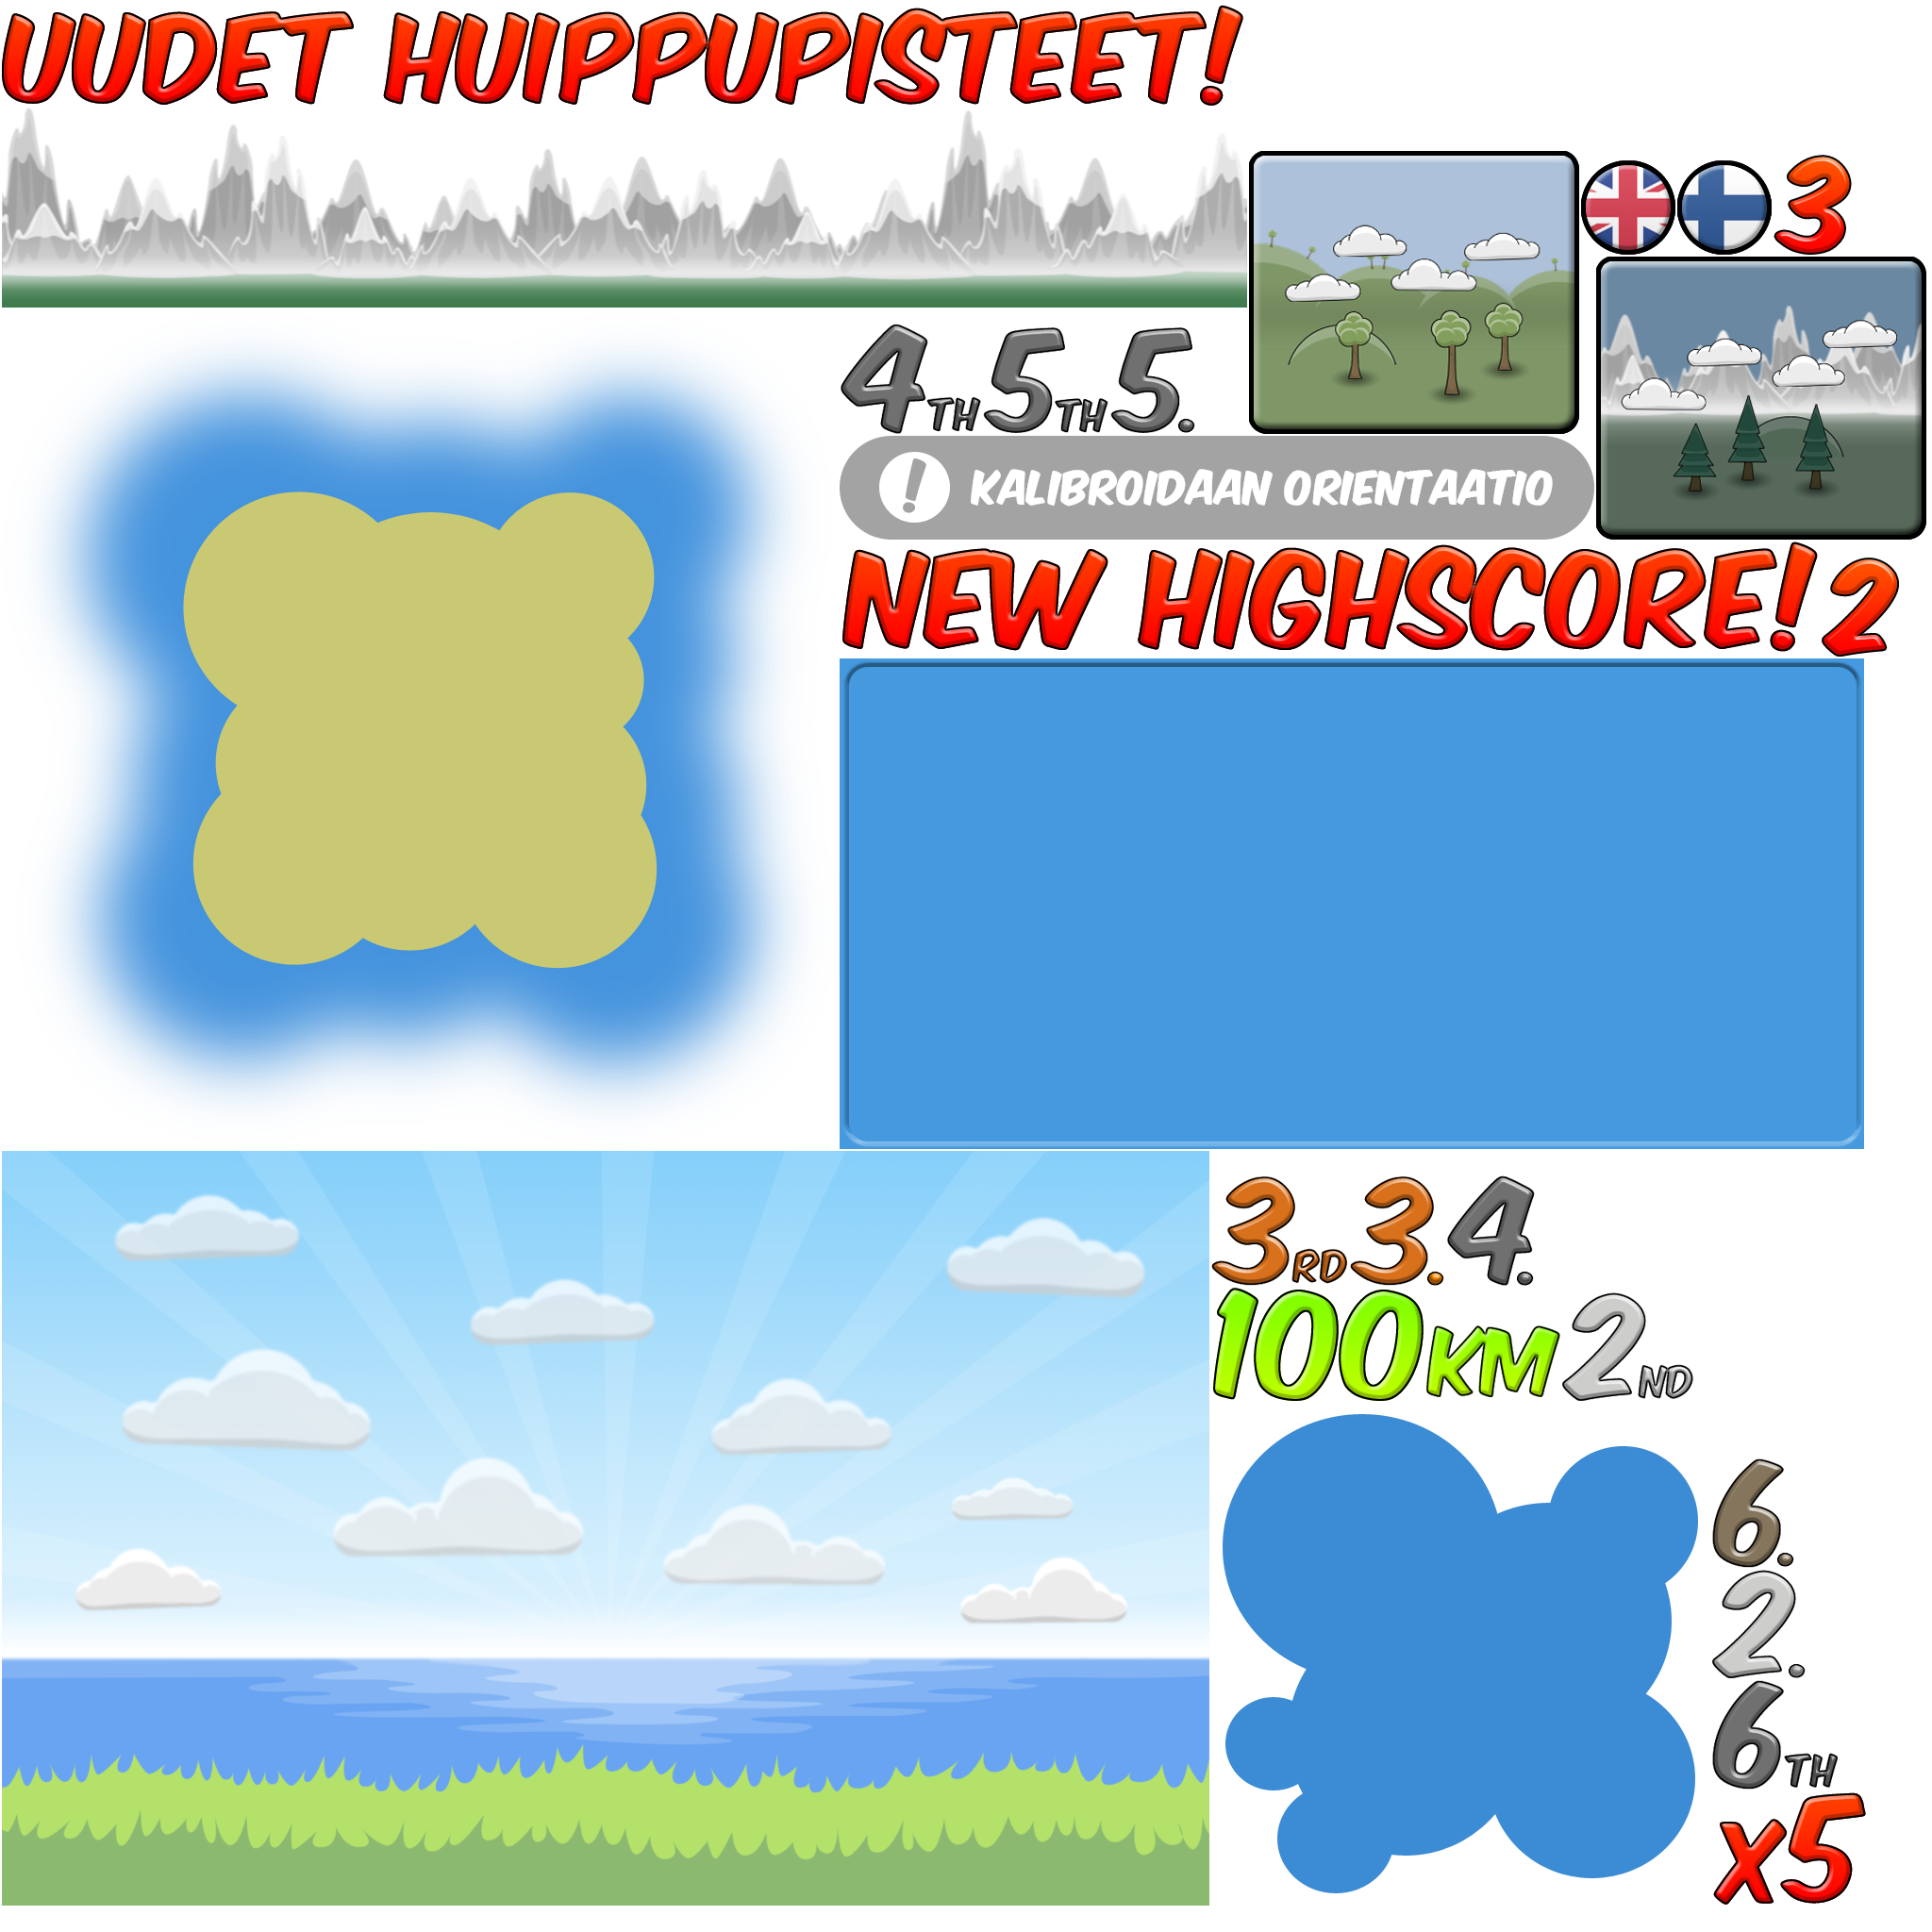 UUDET HUIPPUPISTEET!
3
4TH 5TH 5.
! KALIBROIDAAN ORIENTAATIO
NEW HIGHSCORE! 2
3RD 3. 4.
100KM 2ND
6.
2.
6TH
X5